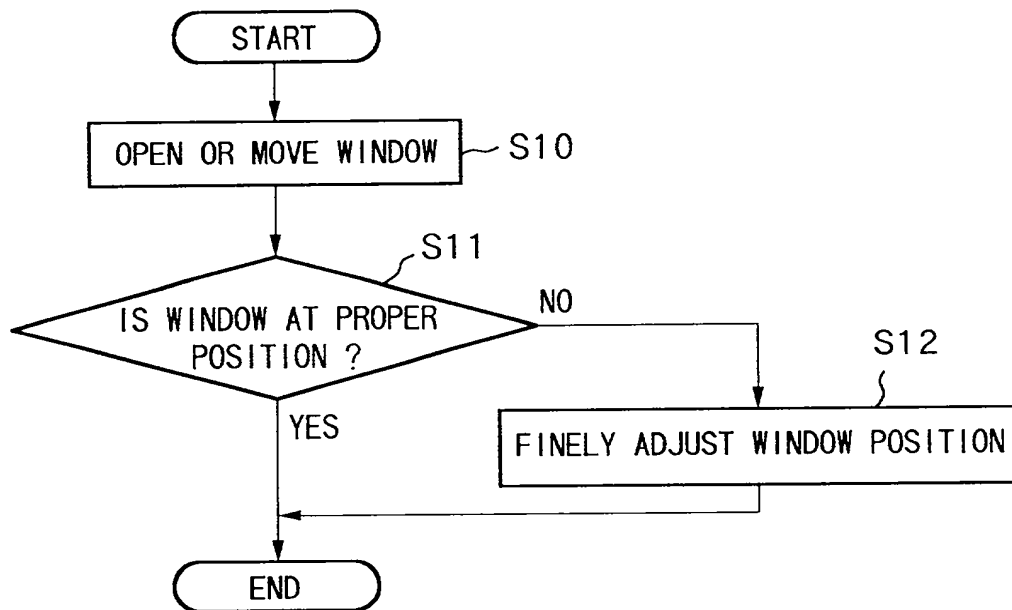 START
OPEN OR MOVE WINDOW
S10
S11
IS WINDOW AT PROPER
POSITION ?
NO
YES
S12
FINELY ADJUST WINDOW POSITION
END